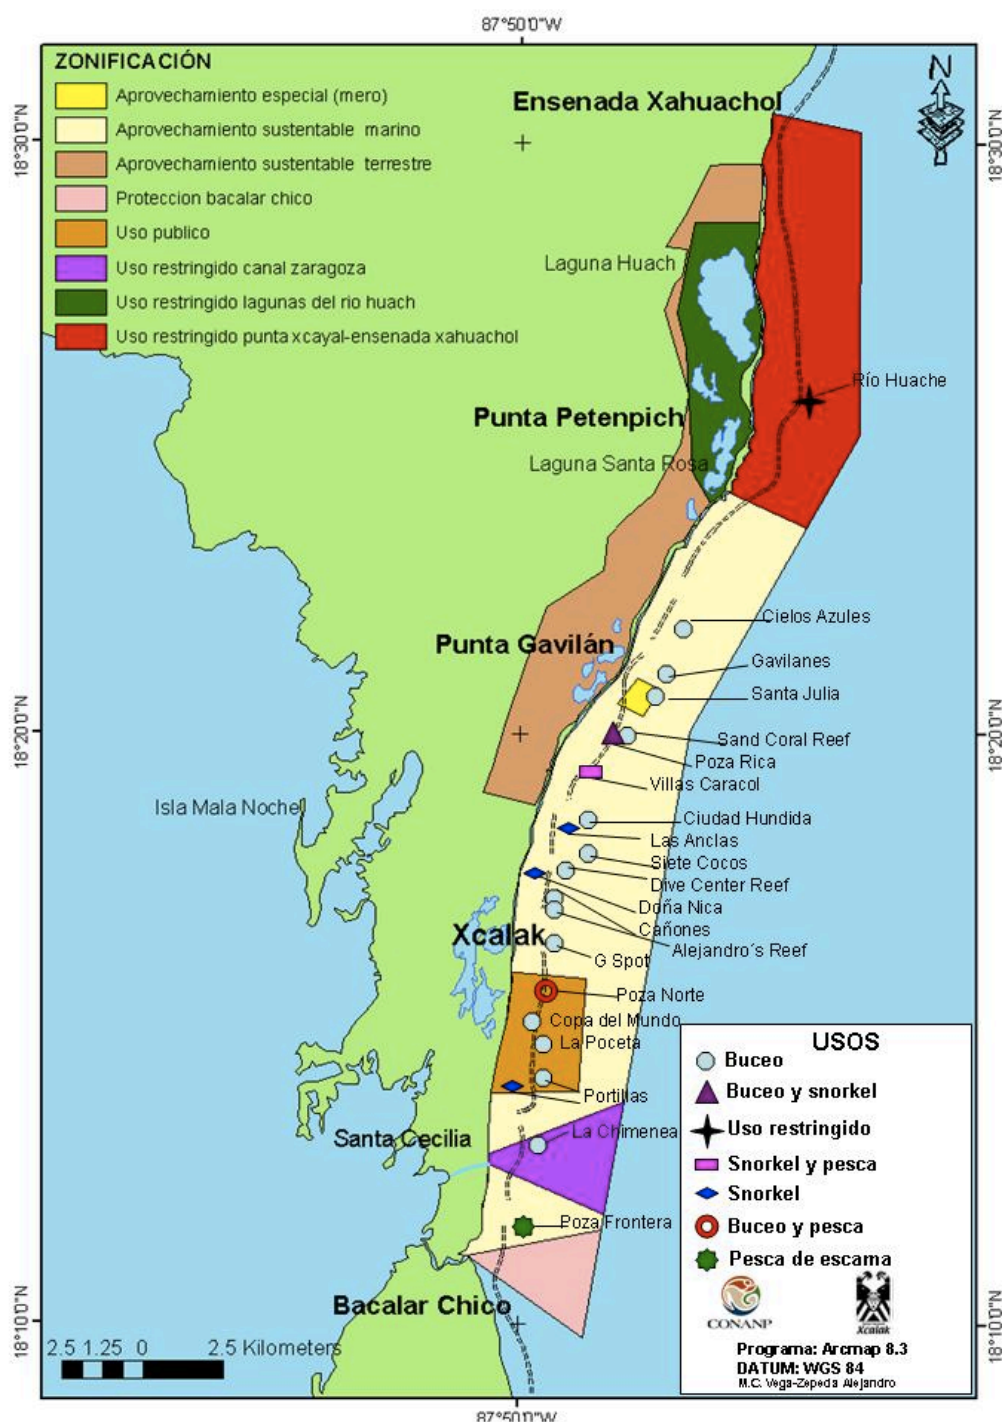 87°50'0"W
ZONIFICACIÓN
Aprovechamiento especial (mero)
Aprovechamiento sustentable marino
Aprovechamiento sustentable terrestre
Proteccion bacalar chico
Uso publico
Uso restringido canal zaragoza
Uso restringido lagunas del rio huach
Uso restringido punta xcayal-ensenada xahuachol
N
Ensenada Xahuachol
18°30'0"N
18°30'0"N
Laguna Huach
Río Huache
Punta Petenpich
Laguna Santa Rosa
Cielos Azules
Punta Gavilán
Gavilanes
Santa Julia
18°20'0"N
18°20'0"N
Sand Coral Reef
Poza Rica
Villas Caracol
Isla Mala Noche
Ciudad Hundida
Las Anclas
Siete Cocos
Dive Center Reef
Doña Nica
Cañones
Xcalak
Alejandro´s Reef
G Spot
Poza Norte
Copa del Mundo
La Poceta
Portillas
Santa Cecilia
La Chimenea
Poza Frontera
Bacalar Chico
18°10'0"N
18°10'0"N
USOS
Buceo
Buceo y snorkel
Uso restringido
Snorkel y pesca
Snorkel
Buceo y pesca
Pesca de escama
CONANP
Xcalak
Programa: Arcmap 8.3
DATUM: WGS 84
M.C. Vega-Zepeda Alejandro
2.5 1.25 0 2.5 Kilometers
87°50'0"W